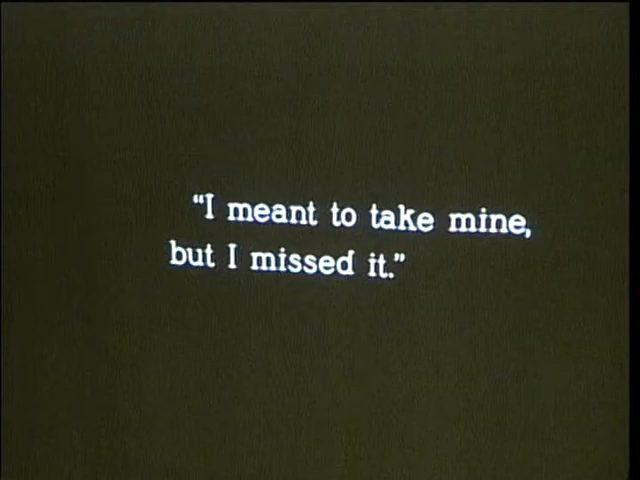 “I meant to take mine,
but I missed it.”